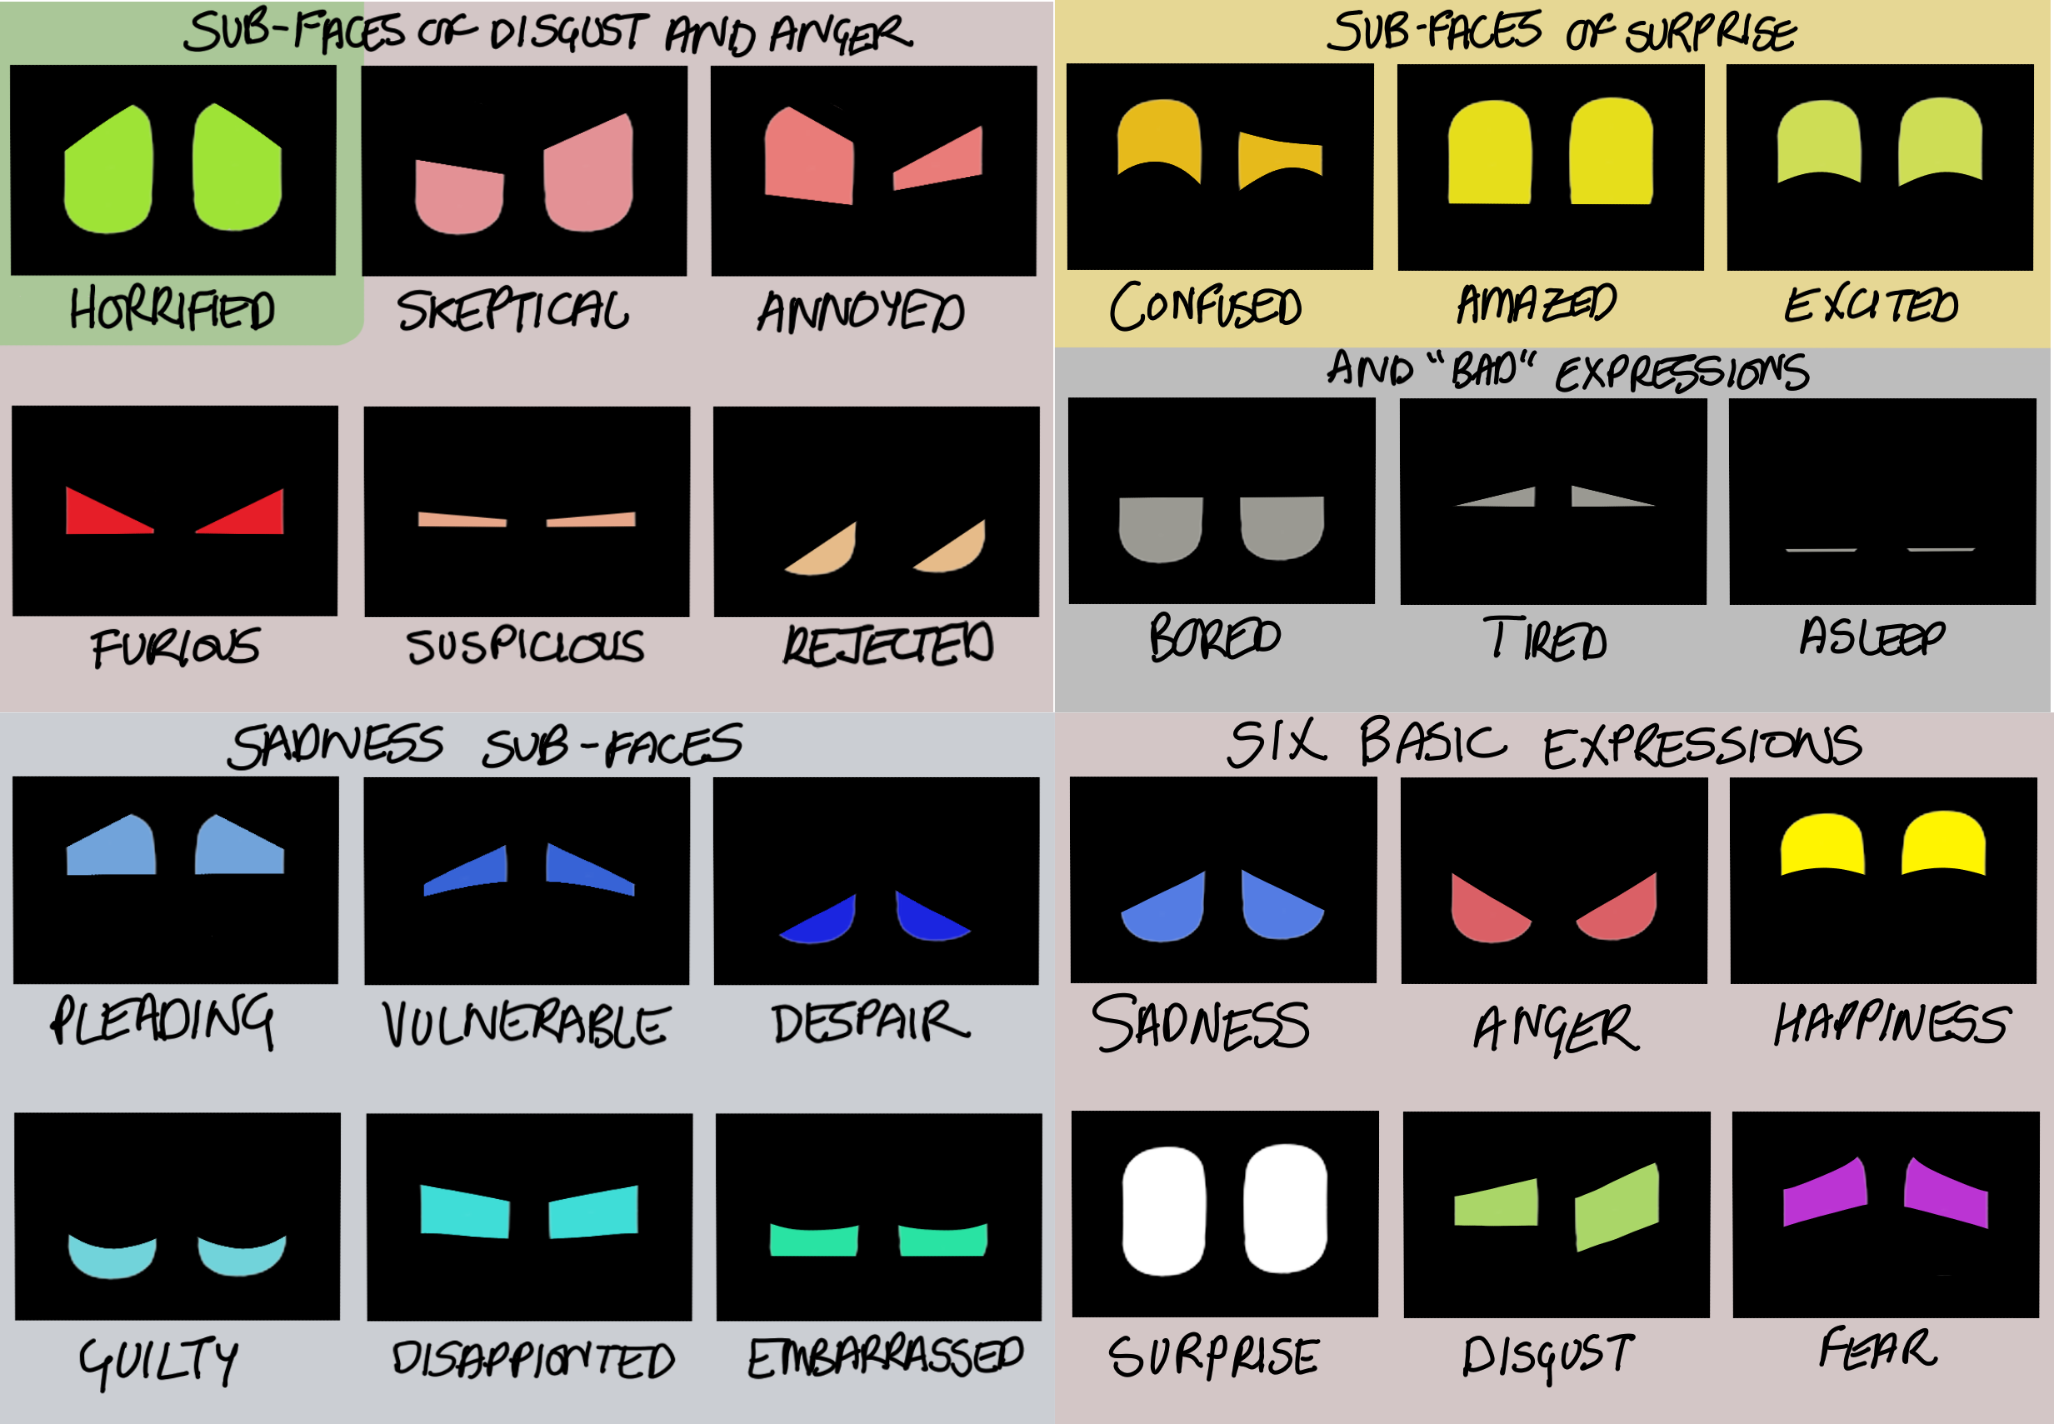 SUB-FACES OF DISGUST AND ANGER
HORRIFIED
SKEPTICAL
ANNOYED
FURIOUS
SUSPICIOUS
REJECTED
SUB-FACES OF SURPRISE
CONFUSED
AMAZED
EXCITED
AND "BAD" EXPRESSIONS
BORED
TIRED
ASLEEP
SADNESS SUB-FACES
PLEADING
VULNERABLE
DESPAIR
GUILTY
DISAPPIONTED
EMBARRASSED
SIX BASIC EXPRESSIONS
SADNESS
ANGER
HAPPINESS
SURPRISE
DISGUST
FEAR